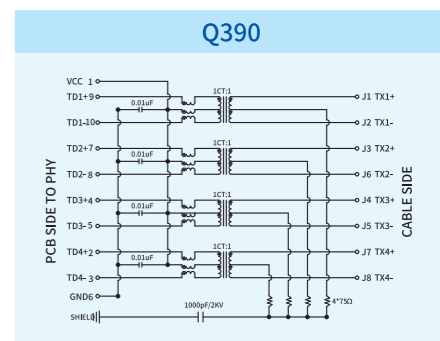 Q390
VCC 1
TD1+9
0.01uF
1CT:1
J1 TX1+
TD1-10
J2 TX1-
TD2+7
0.01uF
1CT:1
J3 TX2+
TD2- 8
J6 TX2-
TD3+4
0.01uF
1CT:1
J4 TX3+
TD3- 5
J5 TX3-
TD4+2
0.01uF
1CT:1
J7 TX4+
TD4- 3
J8 TX4-
GND6
1000pF/2KV
4*75Ω
SHIELD
PCB SIDE TO PHY
CABLE SIDE